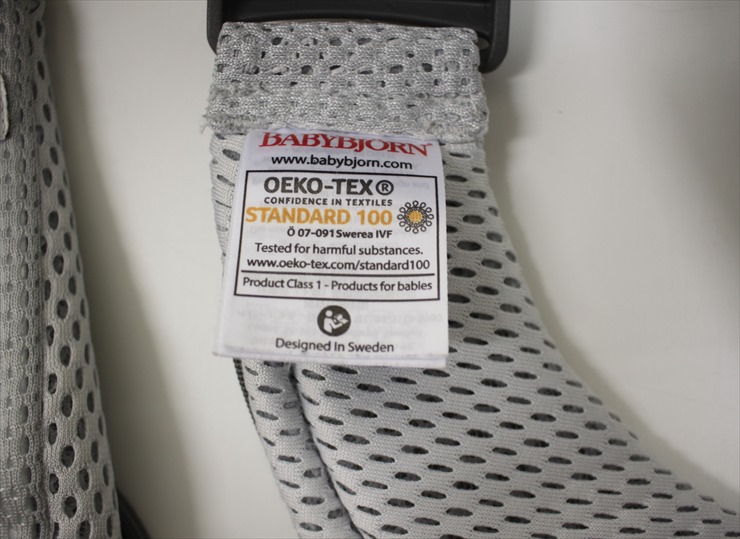 BABYBJÖRN®
www.babybjorn.com
OEKO-TEX®
CONFIDENCE IN TEXTILES
STANDARD 100
Ö 07-091 Swerea IVF
Tested for harmful substances.
www.oeko-tex.com/standard100
Product Class 1 - Products for babies
Designed In Sweden